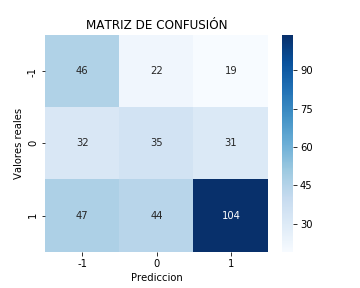 MATRIZ DE CONFUSIÓN
Valores reales
-1 46 22 19
0 32 35 31
1 47 44 104
-1 0 1
Prediccion
90
75
60
45
30